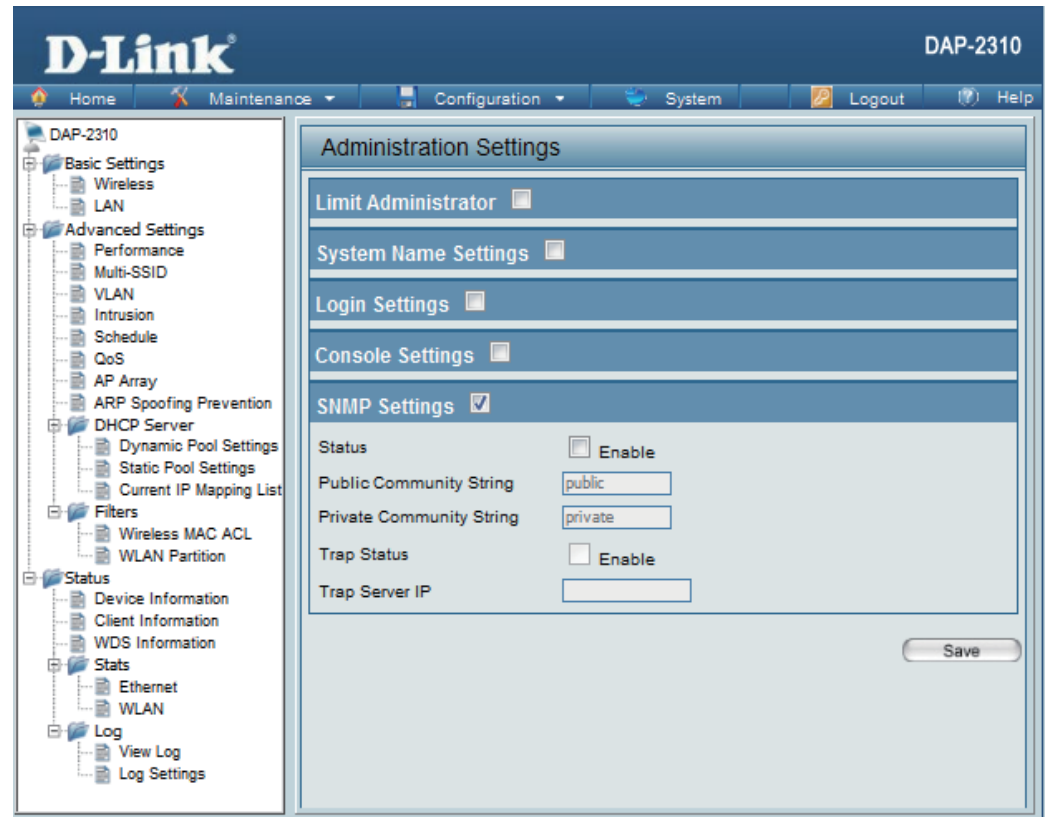 D-Link®
DAP-2310
Home Maintenance Configuration System Logout Help
DAP-2310
Basic Settings
Wireless
LAN
Advanced Settings
Performance
Multi-SSID
VLAN
Intrusion
Schedule
QoS
AP Array
ARP Spoofing Prevention
DHCP Server
Dynamic Pool Settings
Static Pool Settings
Current IP Mapping List
Filters
Wireless MAC ACL
WLAN Partition
Status
Device Information
Client Information
WDS Information
Stats
Ethernet
WLAN
Log
View Log
Log Settings
Administration Settings
Limit Administrator
System Name Settings
Login Settings
Console Settings
SNMP Settings
Status Enable
Public Community String public
Private Community String private
Trap Status Enable
Trap Server IP
Save